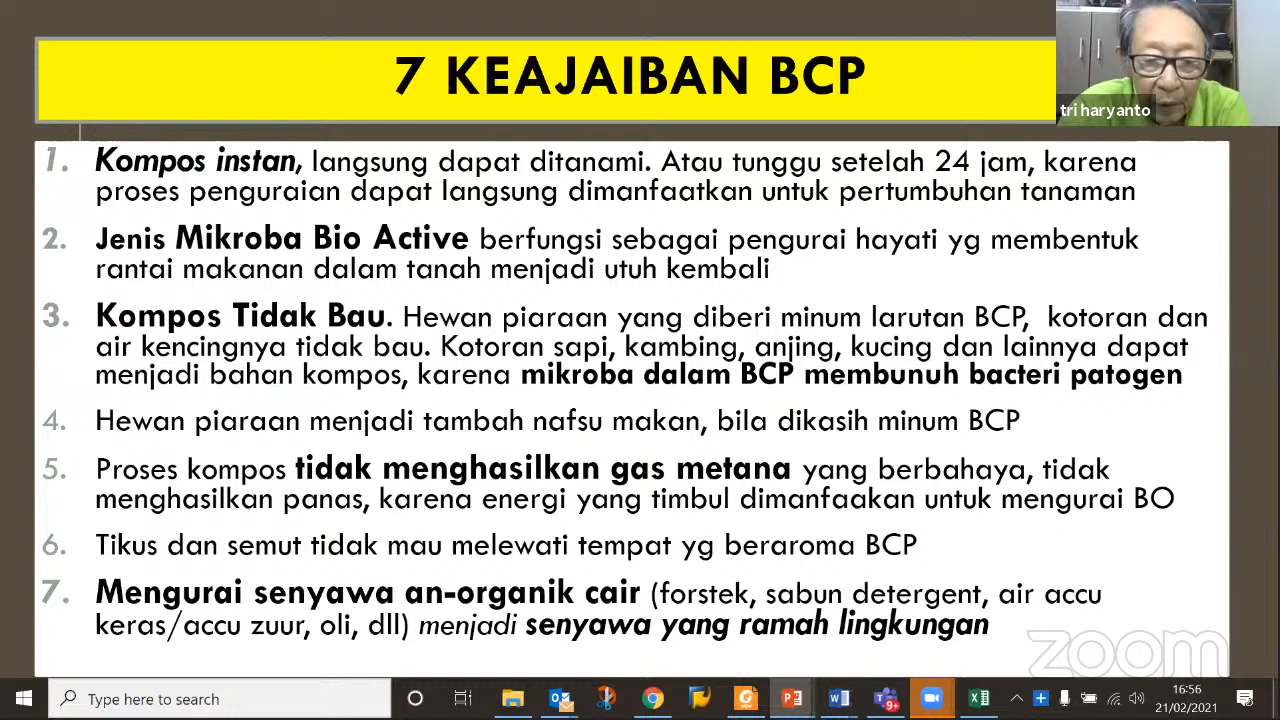 7 KEAJAIBAN BCP
tri haryanto
1. Kompos instan, langsung dapat ditanami. Atau tunggu setelah 24 jam, karena
proses penguraian dapat langsung dimanfaatkan untuk pertumbuhan tanaman
2. Jenis Mikroba Bio Active berfungsi sebagai pengurai hayati yg membentuk
rantai makanan dalam tanah menjadi utuh kembali
3. Kompos Tidak Bau. Hewan piaraan yang diberi minum larutan BCP, kotoran dan
air kencingnya tidak bau. Kotoran sapi, kambing, anjing, kucing dan lainnya dapat
menjadi bahan kompos, karena mikroba dalam BCP membunuh bacteri patogen
4. Hewan piaraan menjadi tambah nafsu makan, bila dikasih minum BCP
5. Proses kompos tidak menghasilkan gas metana yang berbahaya, tidak
menghasilkan panas, karena energi yang timbul dimanfaakan untuk mengurai BO
6. Tikus dan semut tidak mau melewati tempat yg beraroma BCP
7. Mengurai senyawa an-organik cair (forstek, sabun detergent, air accu
keras/accu zuur, oli, dll) menjadi senyawa yang ramah lingkungan
zoom
Type here to search
9+
16:56
21/02/2021